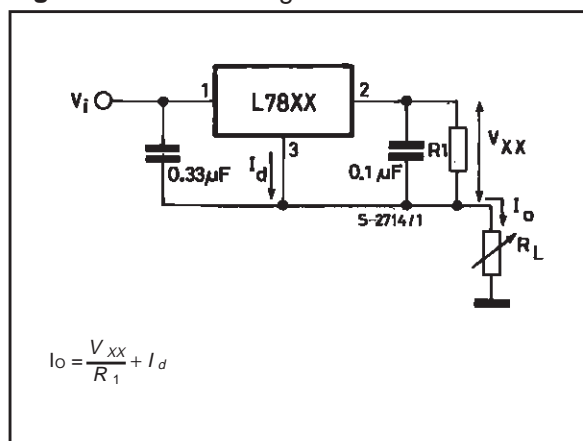 Vi
1
L78XX
2
3
0.33µF
Id
0.1µF
R1
VXX
S-2714/1
Io
RL
IO = VXX / R1 + Id